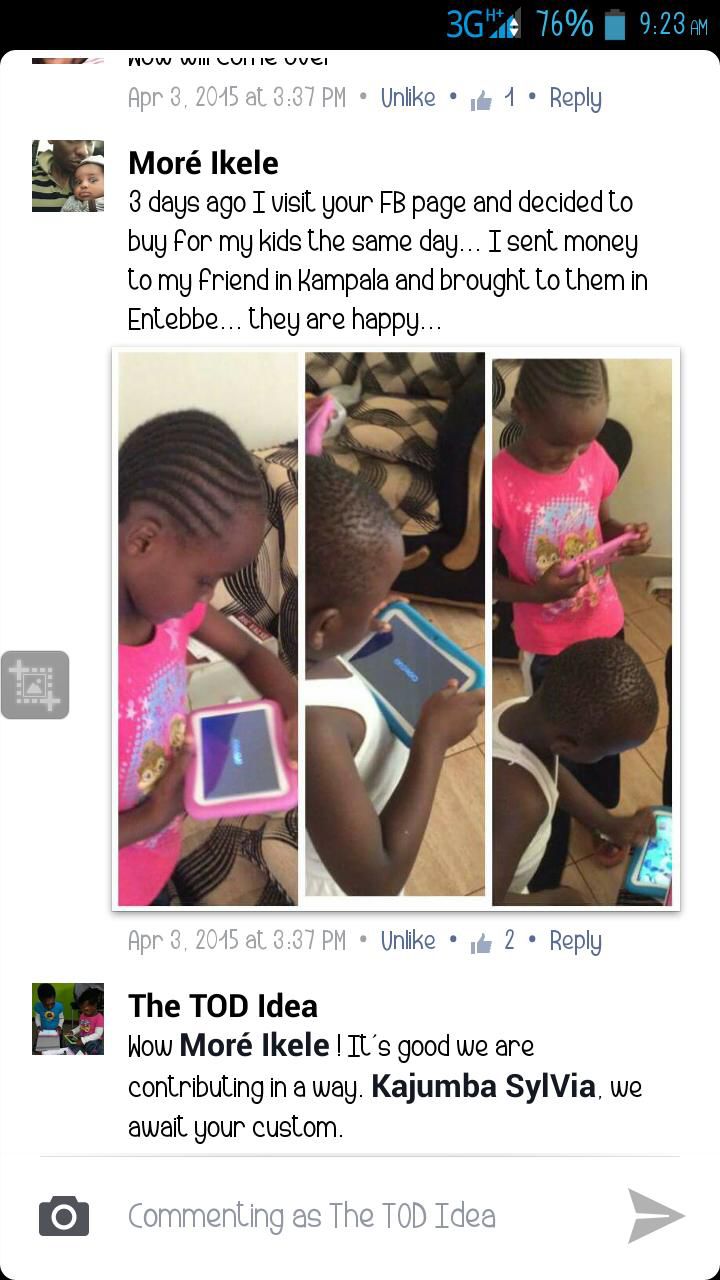 3G H+ 76% 9:23 AM
Wow will come over
Apr 3, 2015 at 3:37 PM • Unlike • 1 • Reply
Moré Ikele
3 days ago I visit your FB page and decided to
buy for my kids the same day... I sent money
to my friend in Kampala and brought to them in
Entebbe... they are happy...
Apr 3, 2015 at 3:37 PM • Unlike • 2 • Reply
The TOD Idea
Wow Moré Ikele ! It's good we are
contributing in a way. Kajumba SylVia, we
await your custom.
Commenting as The TOD Idea